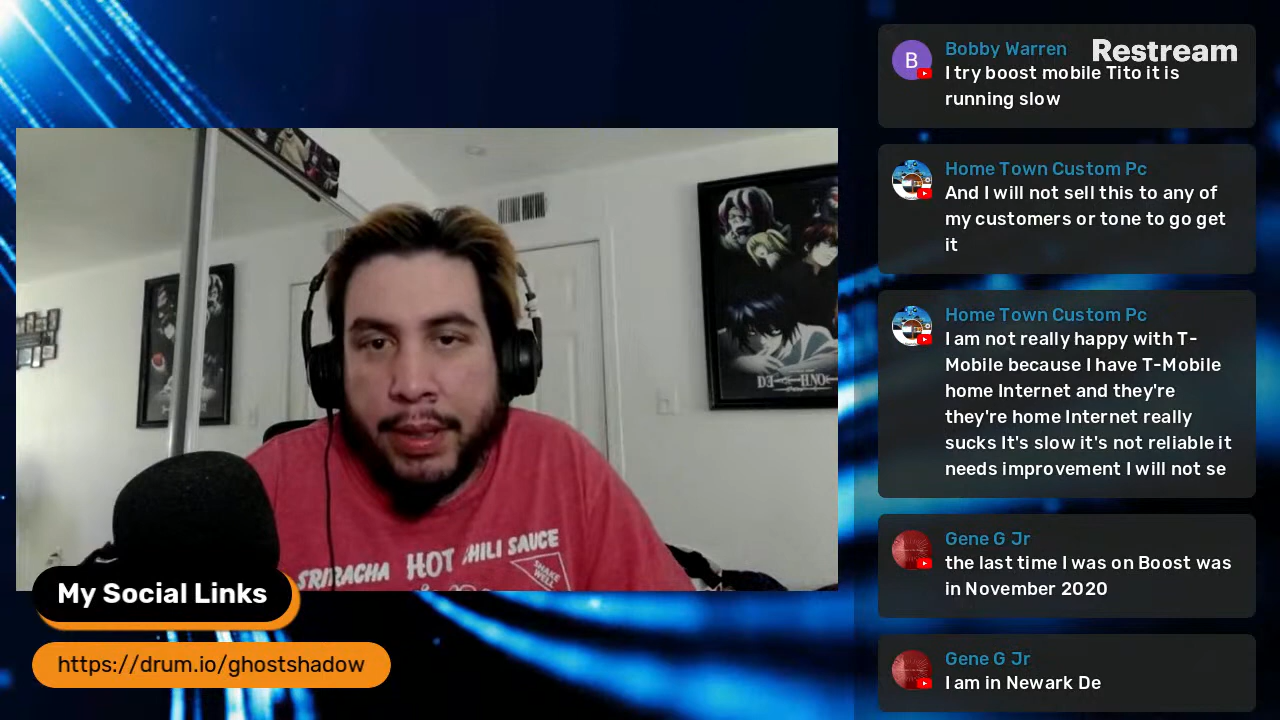 Restream
Bobby Warren
B
I try boost mobile Tito it is
running slow
Home Town Custom Pc
And I will not sell this to any of
my customers or tone to go get
it
Home Town Custom Pc
I am not really happy with T-
Mobile because I have T-Mobile
home Internet and they're
they're home Internet really
sucks It's slow it's not reliable it
needs improvement I will not se
Gene G Jr
the last time I was on Boost was
in November 2020
Gene G Jr
I am in Newark De
SRIRACHA HOT CHILI SAUCE
SHAKE
WELL
My Social Links
https://drum.io/ghostshadow